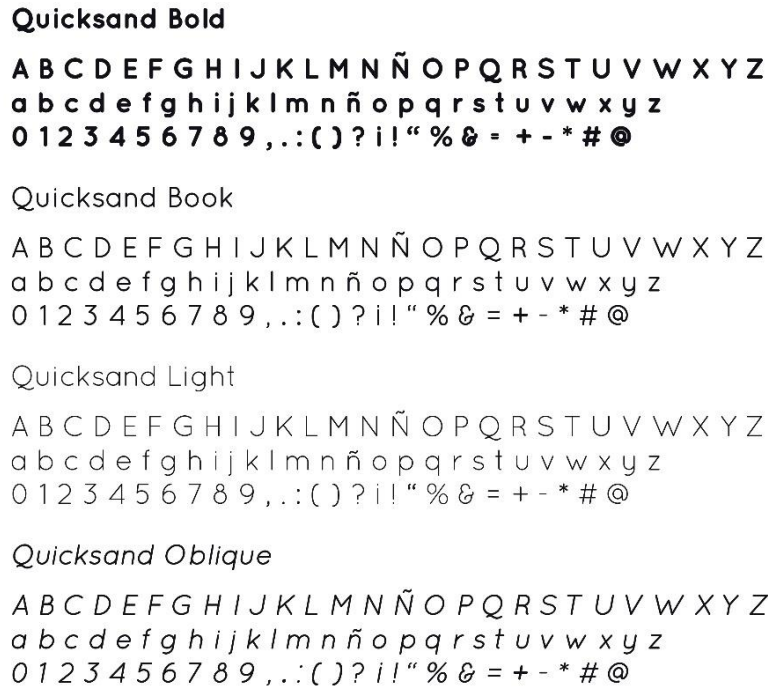 Quicksand Bold
A B C D E F G H I J K L M N Ñ O P Q R S T U V W X Y Z
a b c d e f g h i j k l m n ñ o p q r s t u v w x y z
0 1 2 3 4 5 6 7 8 9 , . : ( ) ? ¡ ! “ % & = + - * # @
Quicksand Book
A B C D E F G H I J K L M N Ñ O P Q R S T U V W X Y Z
a b c d e f g h i j k l m n ñ o p q r s t u v w x y z
0 1 2 3 4 5 6 7 8 9 , . : ( ) ? ¡ ! “ % & = + - * # @
Quicksand Light
A B C D E F G H I J K L M N Ñ O P Q R S T U V W X Y Z
a b c d e f g h i j k l m n ñ o p q r s t u v w x y z
0 1 2 3 4 5 6 7 8 9 , . : ( ) ? ¡ ! “ % & = + - * # @
Quicksand Oblique
A B C D E F G H I J K L M N Ñ O P Q R S T U V W X Y Z
a b c d e f g h i j k l m n ñ o p q r s t u v w x y z
0 1 2 3 4 5 6 7 8 9 , . : ( ) ? ¡ ! “ % & = + - * # @